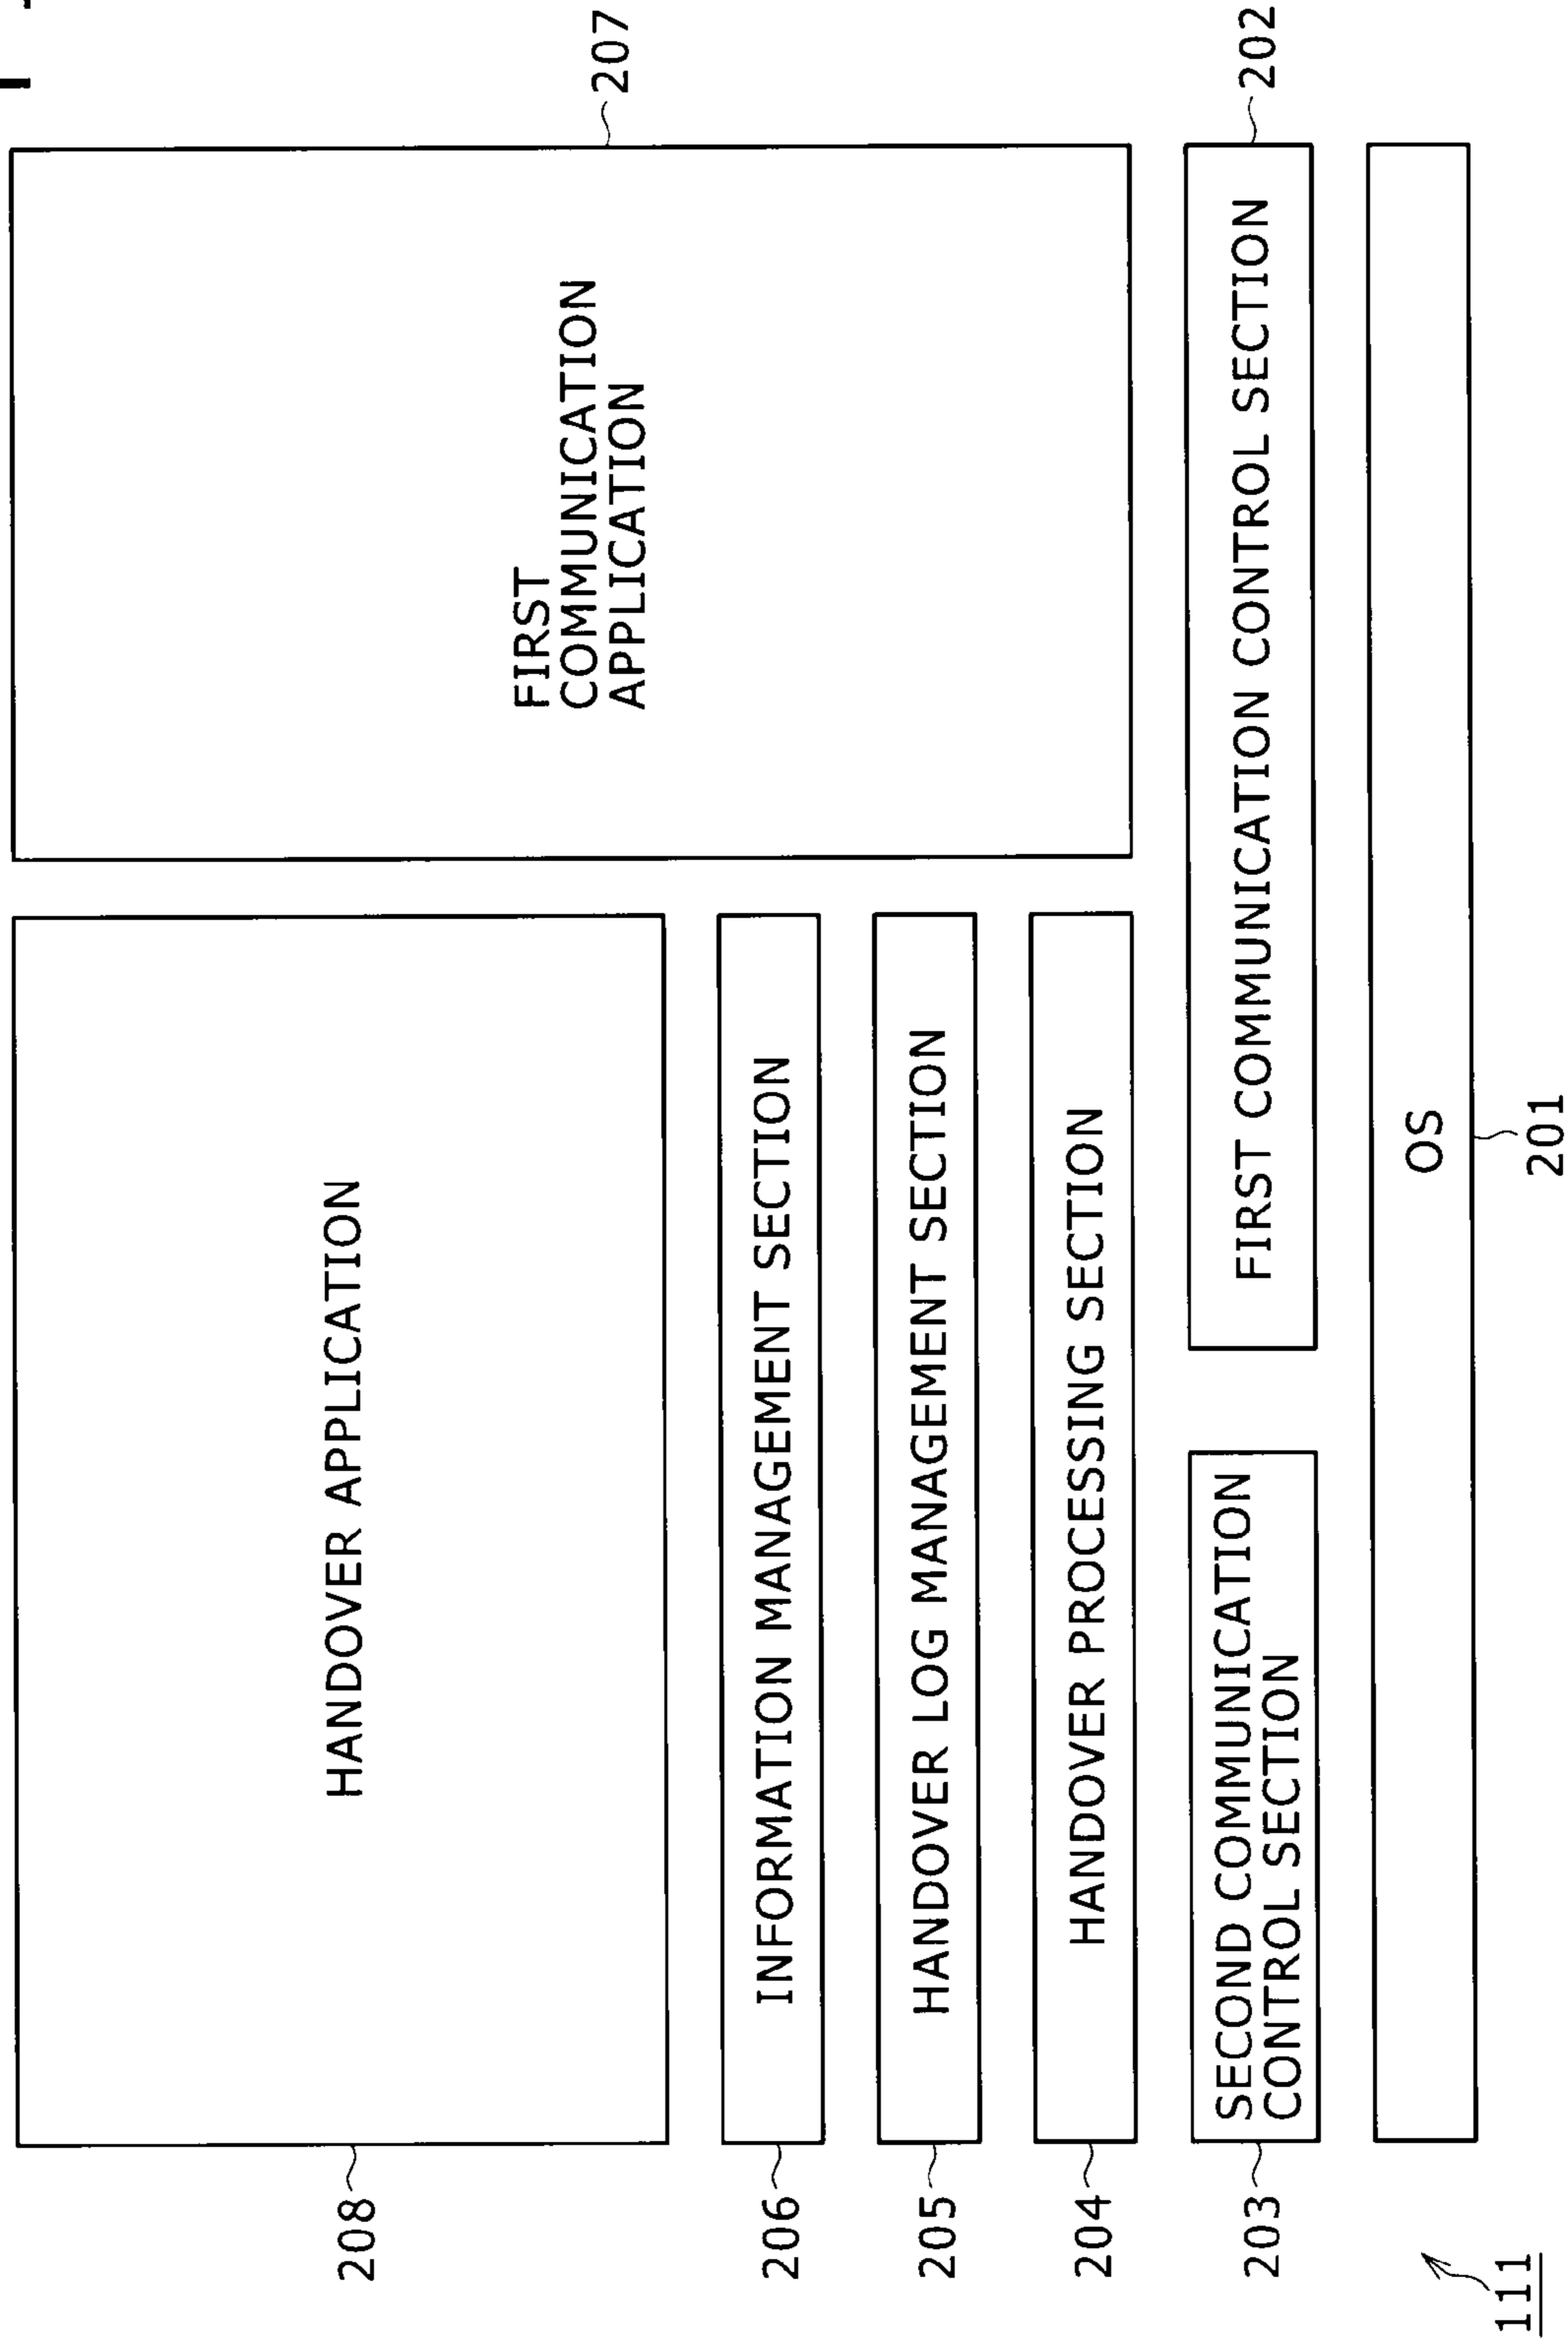 208
HANDOVER APPLICATION
FIRST
COMMUNICATION
APPLICATION
207
206
INFORMATION MANAGEMENT SECTION
205
HANDOVER LOG MANAGEMENT SECTION
204
HANDOVER PROCESSING SECTION
203
SECOND COMMUNICATION
CONTROL SECTION
FIRST COMMUNICATION CONTROL SECTION
202
OS
201
111